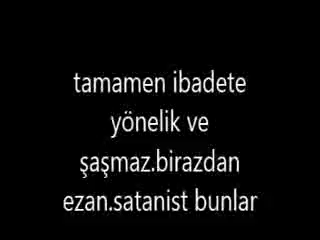 tamamen ibadete
yönelik ve
şaşmaz.birazdan
ezan.satanist bunlar